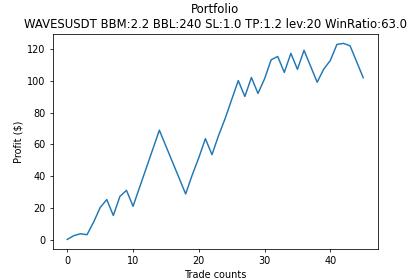 Portfolio
WAVESUSDT BBM:2.2 BBL:240 SL:1.0 TP:1.2 lev:20 WinRatio:63.0
Profit ($)
120
100
80
60
40
20
0
0 10 20 30 40
Trade counts